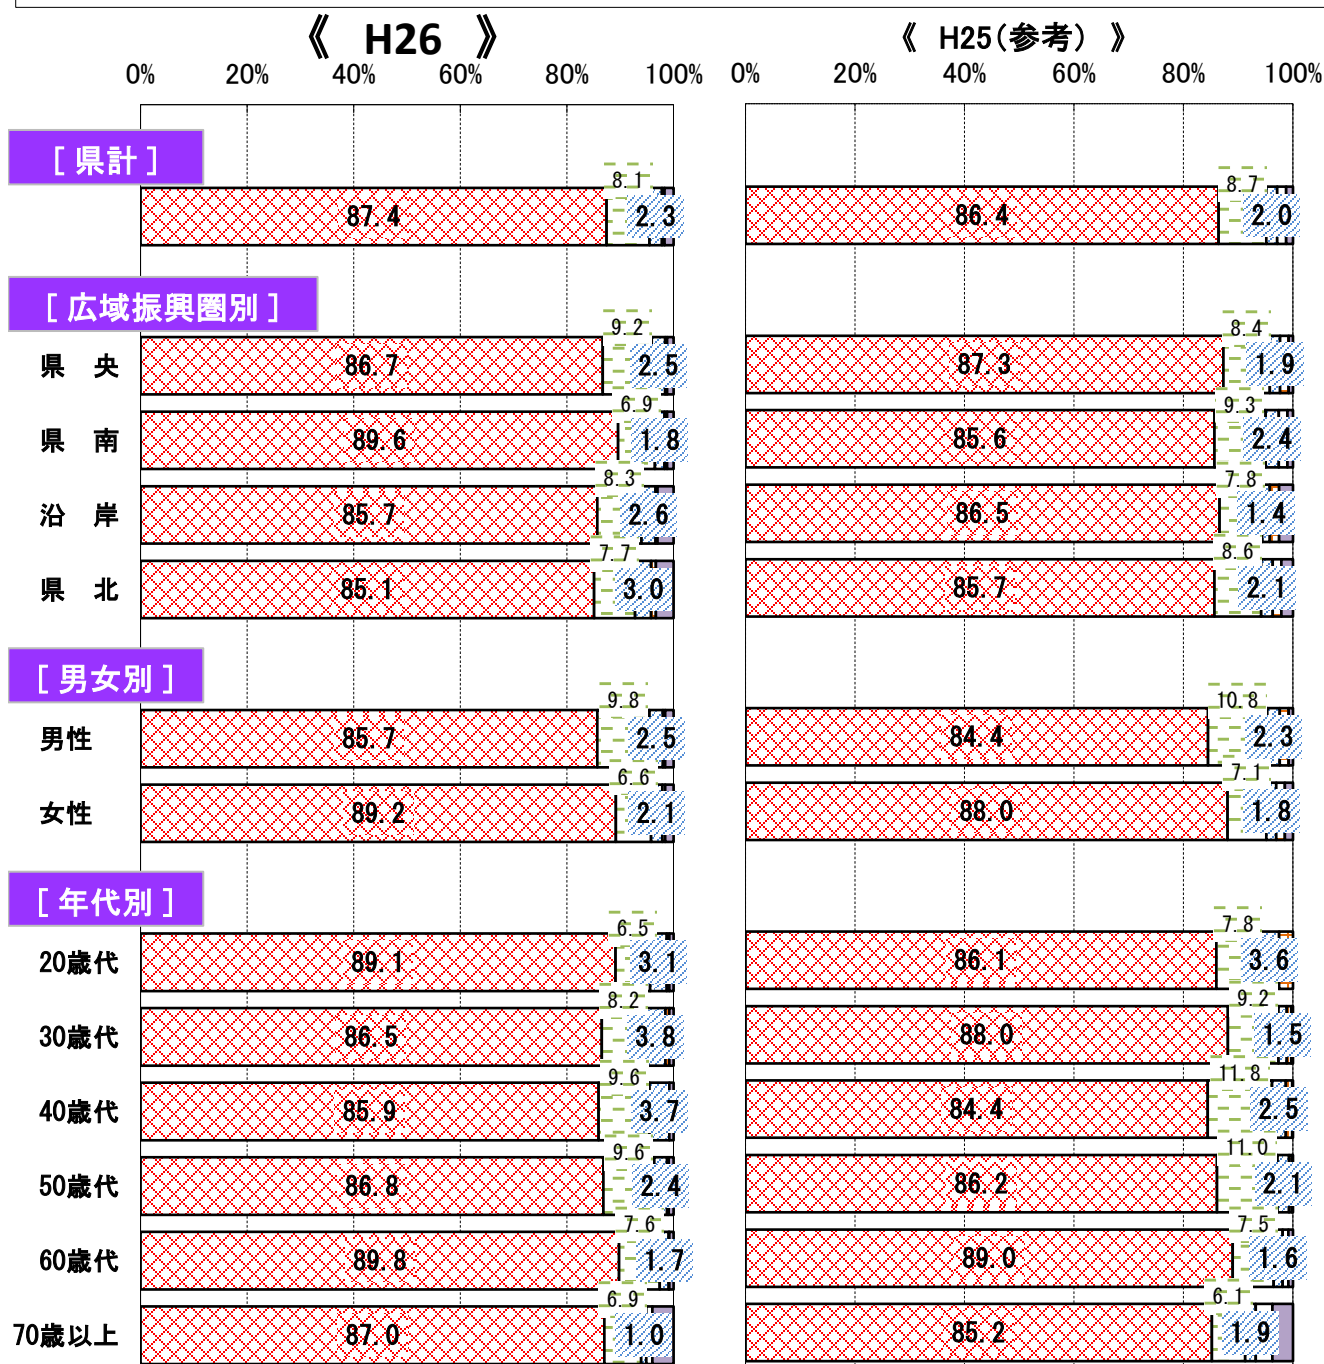 《 H26 》 《 H25(参考) 》
0% 20% 40% 60% 80% 100% 0% 20% 40% 60% 80% 100%
[ 県計 ]
87.4 8.1 2.3 86.4 8.7 2.0
[ 広域振興圏別 ]
県 央 86.7 9.2 2.5 87.3 8.4 1.9
県 南 89.6 6.9 1.8 85.6 9.3 2.4
沿 岸 85.7 8.3 2.6 86.5 7.8 1.4
県 北 85.1 7.7 3.0 85.7 8.6 2.1
[ 男女別 ]
男性 85.7 9.8 2.5 84.4 10.8 2.3
女性 89.2 6.6 2.1 88.0 7.1 1.8
[ 年代別 ]
20歳代 89.1 6.5 3.1 86.1 7.8 3.6
30歳代 86.5 8.2 3.8 88.0 9.2 1.5
40歳代 85.9 9.6 3.7 84.4 11.8 2.5
50歳代 86.8 9.6 2.4 86.2 11.0 2.1
60歳代 89.8 7.6 1.7 89.0 7.5 1.6
70歳以上 87.0 6.9 1.0 85.2 6.1 1.9